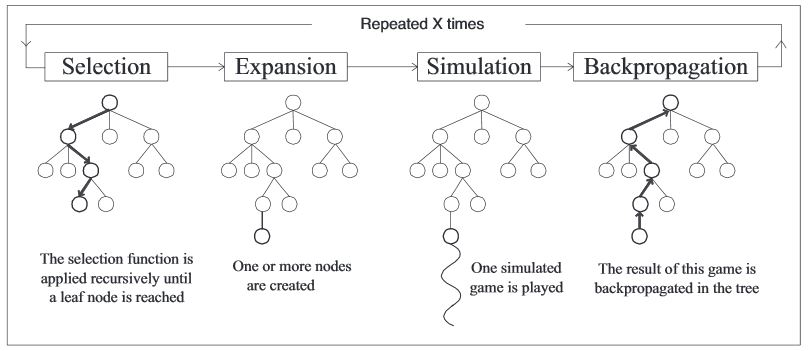 Repeated X times
Selection
Expansion
Simulation
Backpropagation
The selection function is
applied recursively until
a leaf node is reached
One or more nodes
are created
One simulated
game is played
The result of this game is
backpropagated in the tree